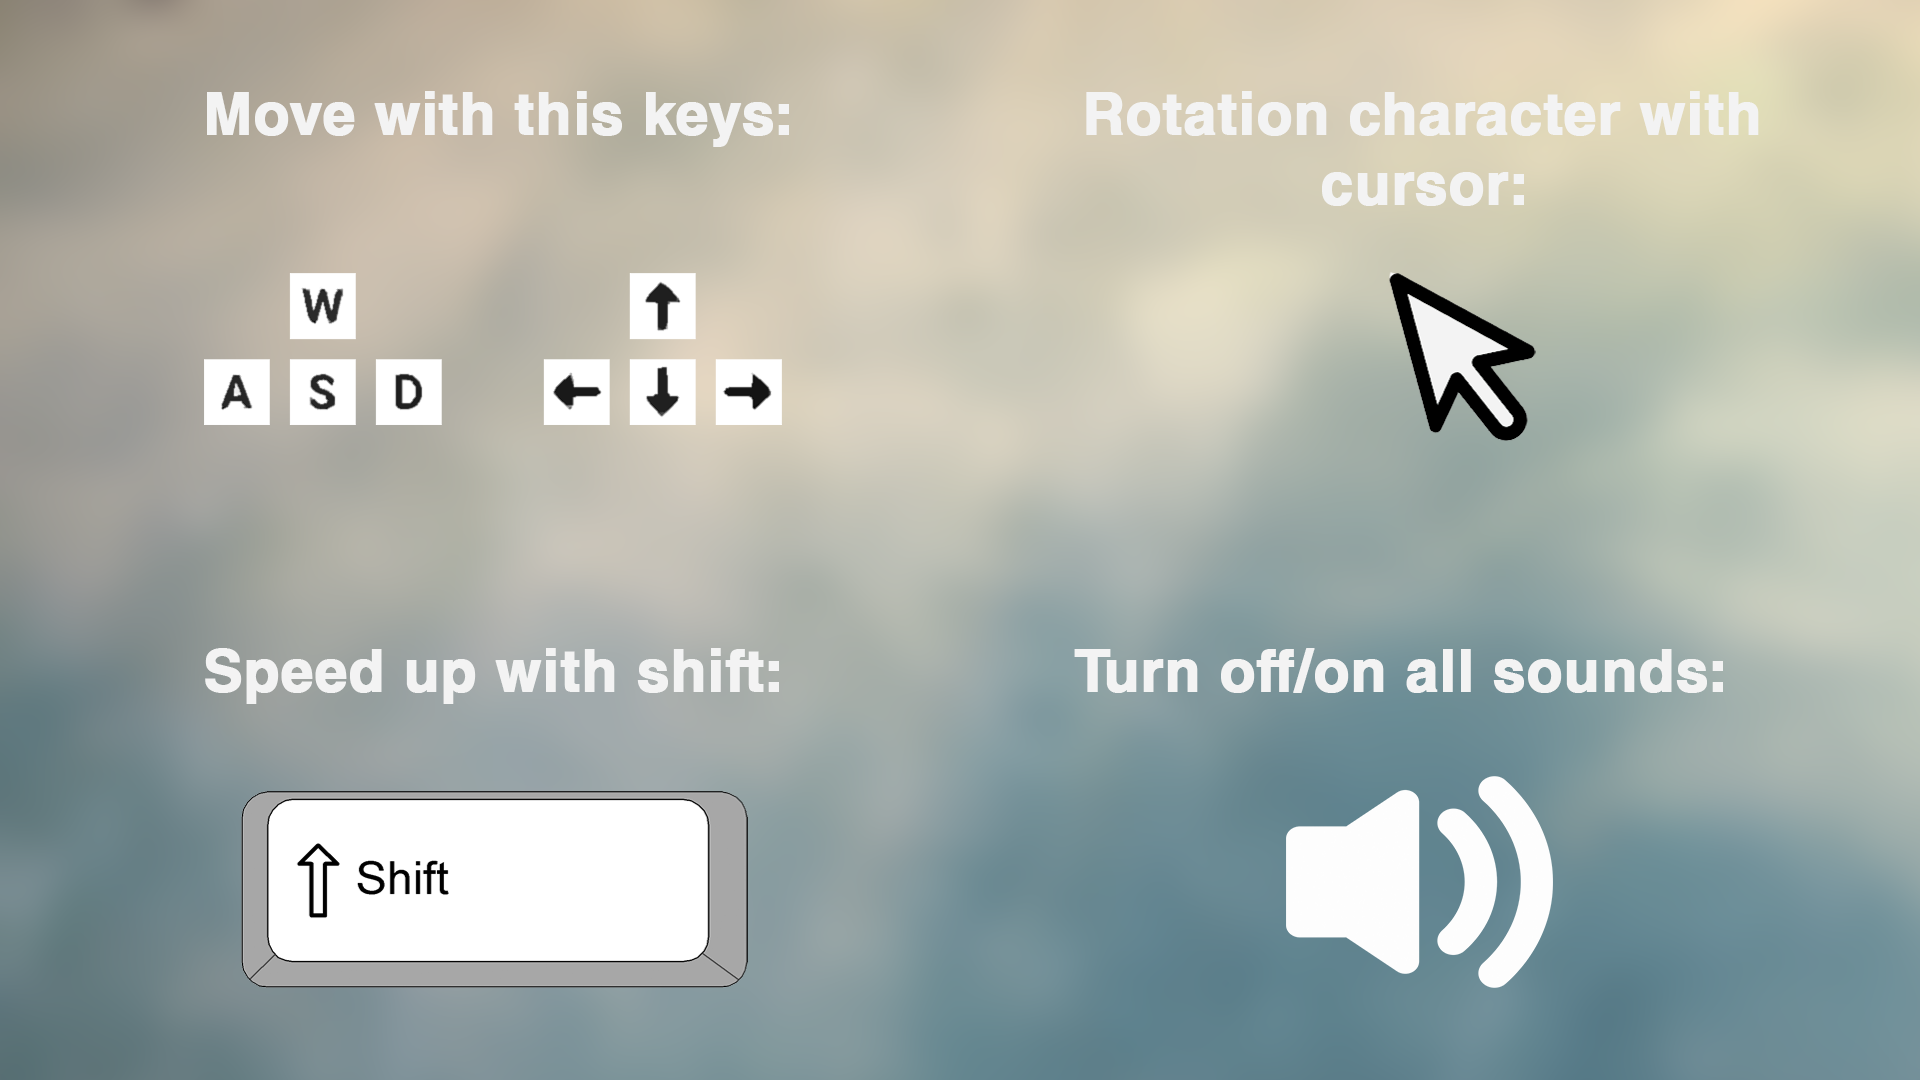 Move with this keys:
Rotation character with
cursor:
W
A S D
Speed up with shift:
Turn off/on all sounds:
Shift